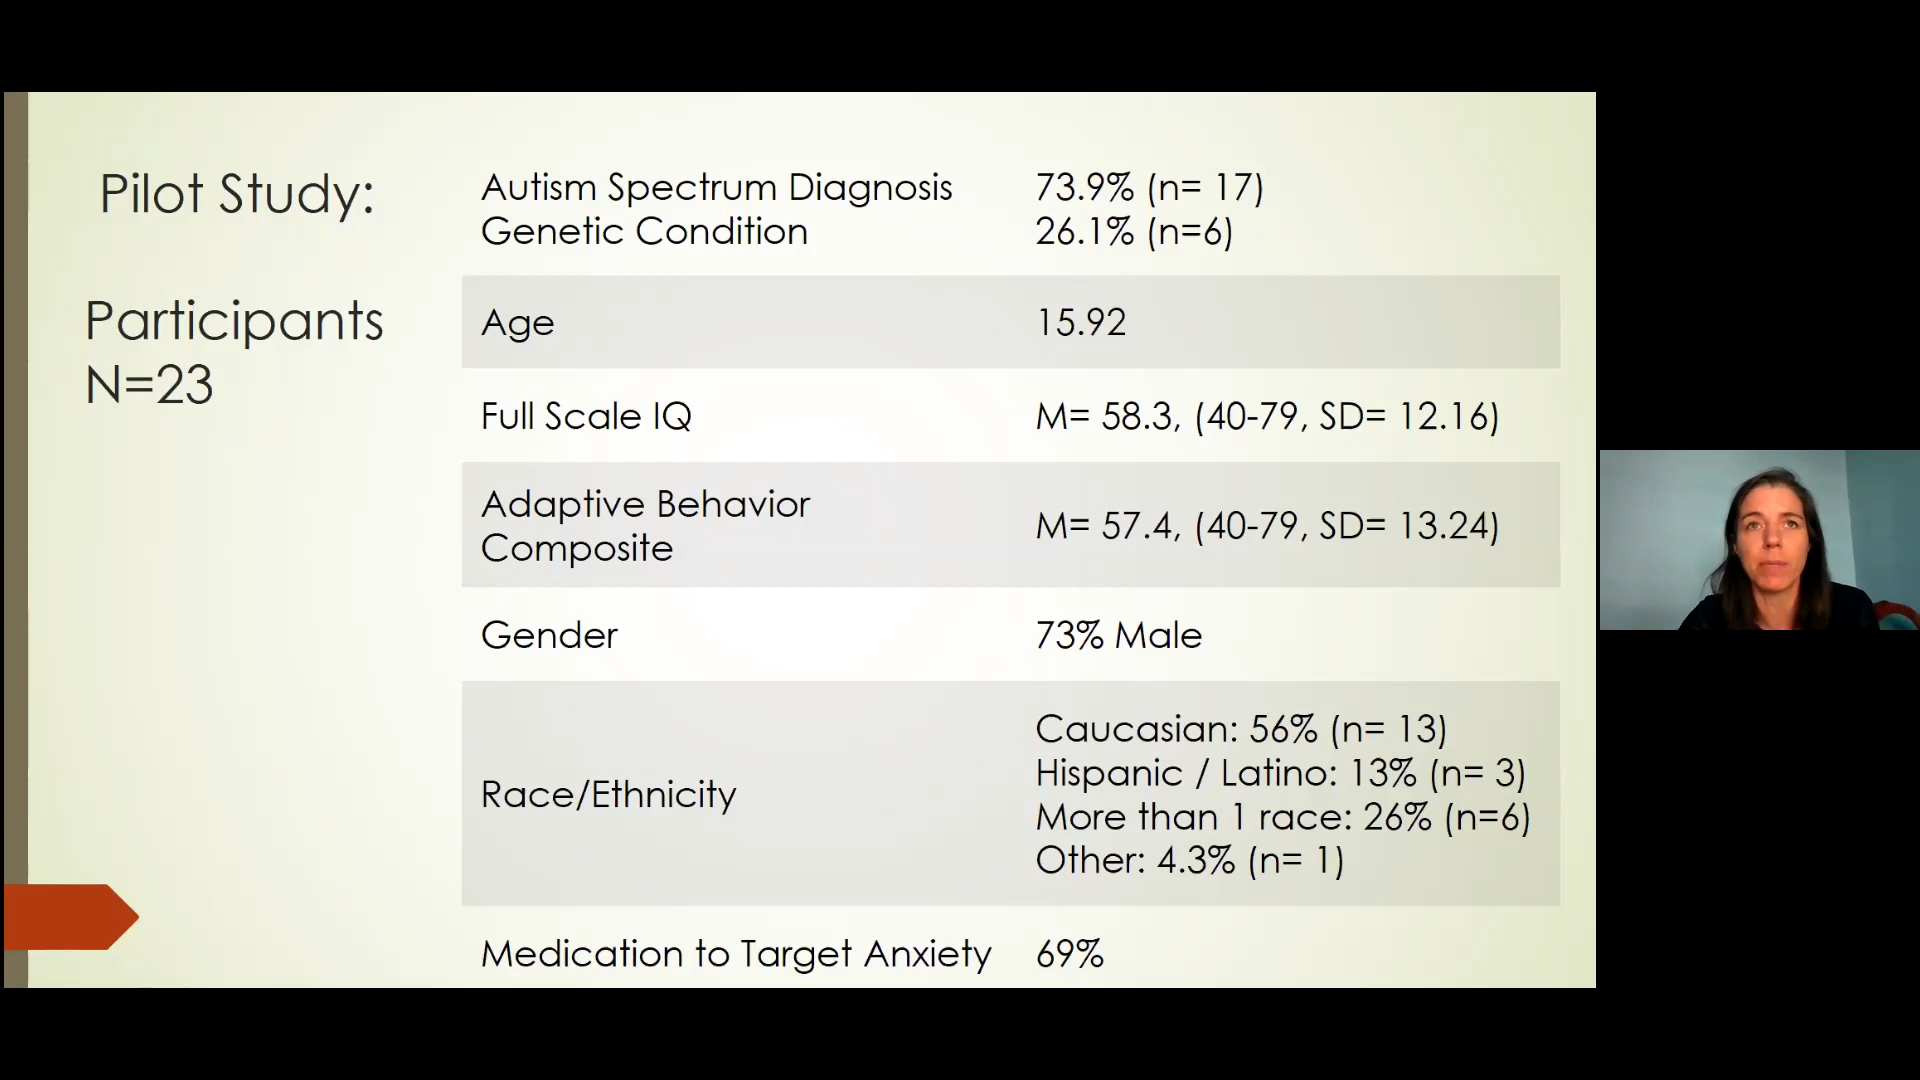 Pilot Study:
Participants
N=23
Autism Spectrum Diagnosis 73.9% (n= 17)
Genetic Condition 26.1% (n=6)
Age 15.92
Full Scale IQ M= 58.3, (40-79, SD= 12.16)
Adaptive Behavior
Composite M= 57.4, (40-79, SD= 13.24)
Gender 73% Male
Race/Ethnicity
Caucasian: 56% (n= 13)
Hispanic / Latino: 13% (n= 3)
More than 1 race: 26% (n=6)
Other: 4.3% (n= 1)
Medication to Target Anxiety 69%